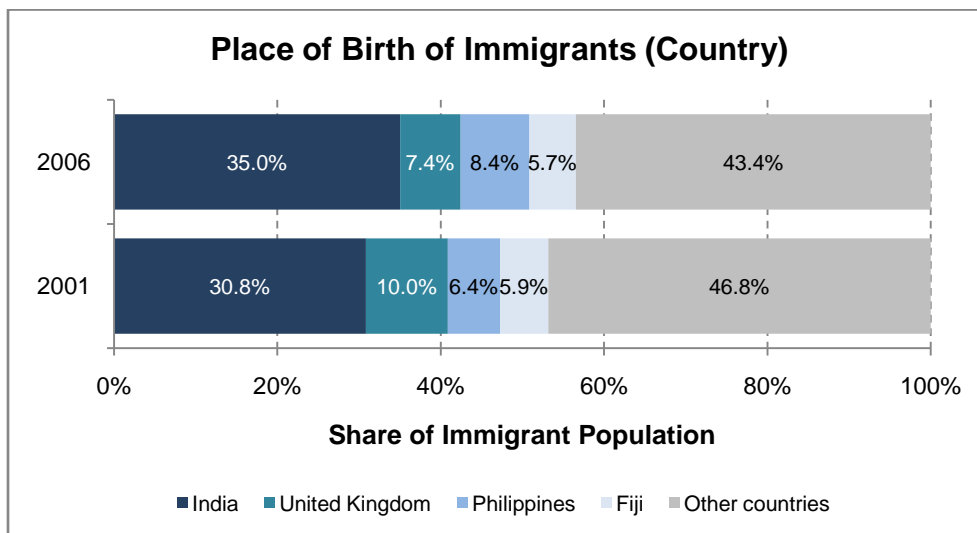 Place of Birth of Immigrants (Country)
2006
35.0% 7.4% 8.4% 5.7% 43.4%
2001
30.8% 10.0% 6.4% 5.9% 46.8%
0% 20% 40% 60% 80% 100%
Share of Immigrant Population
India United Kingdom Philippines Fiji Other countries